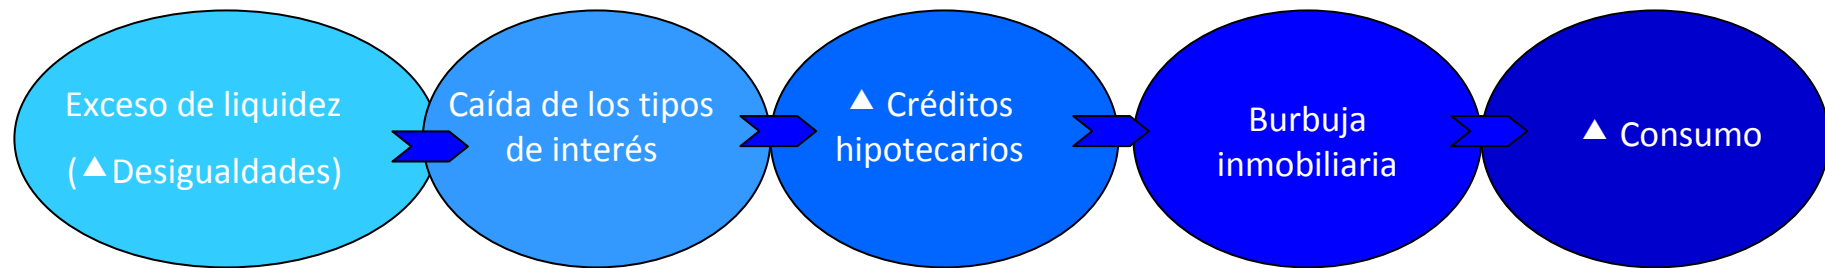 Exceso de liquidez
(▲Desigualdades)
Caída de los tipos
de interés
▲ Créditos
hipotecarios
Burbuja
inmobiliaria
▲ Consumo